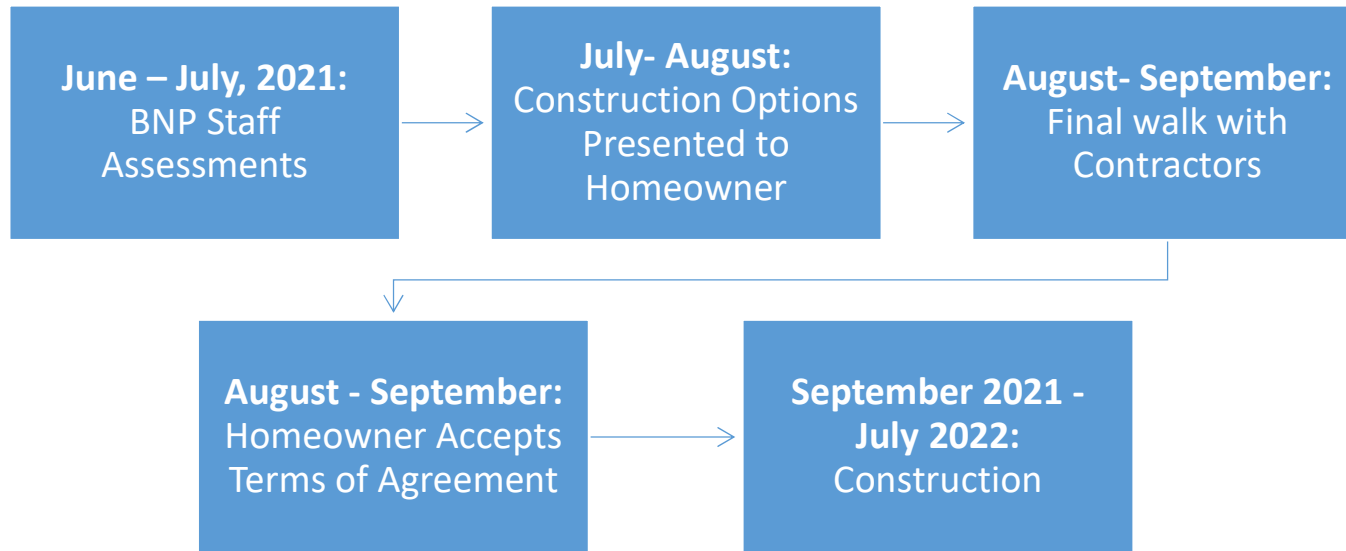 June – July, 2021:
BNP Staff
Assessments
July- August:
Construction Options
Presented to
Homeowner
August- September:
Final walk with
Contractors
August - September:
Homeowner Accepts
Terms of Agreement
September 2021 -
July 2022:
Construction